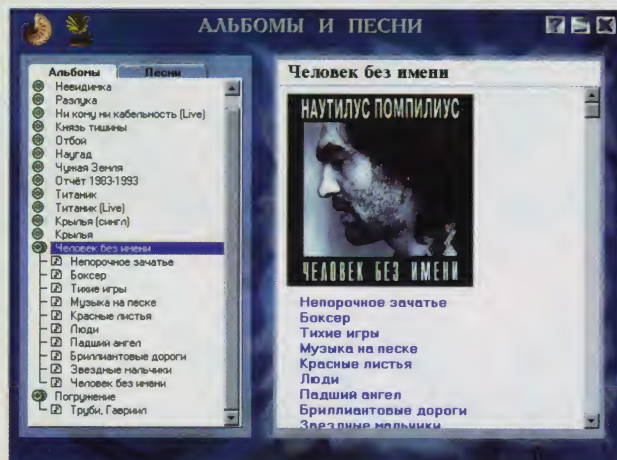 АЛЬБОМЫ И ПЕСНИ
Альбомы
Песни
Невидимка
Разлука
Ни кому ни кабельность (Live)
Князь тишины
Отбой
Наугад
Чужая Земля
Отчёт 1983-1993
Титаник
Титаник (Live)
Крылья (сингл)
Крылья
Человек без имени
Непорочное зачатье
Боксер
Тихие игры
Музыка на песке
Красные листья
Люди
Падший ангел
Бриллиантовые дороги
Звездные мальчики
Человек без имени
Погружение
Труби, Гавриил
Человек без имени
НАУТИЛУС ПОМПИЛИУС
ЧЕЛОВЕК БЕЗ ИМЕНИ
Непорочное зачатье
Боксер
Тихие игры
Музыка на песке
Красные листья
Люди
Падший ангел
Бриллиантовые дороги
Звездные мальчики